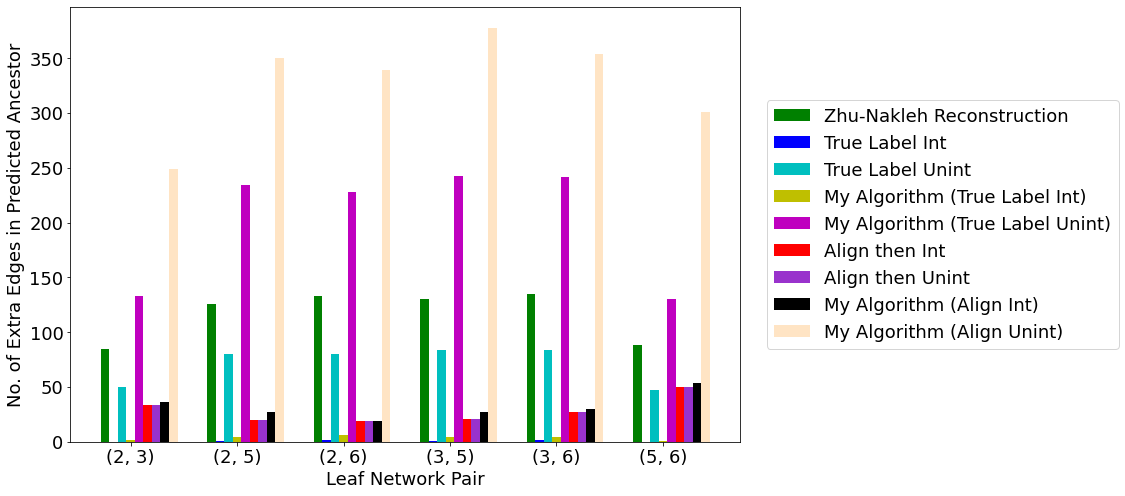 No. of Extra Edges in Predicted Ancestor
350
300
250
200
150
100
50
0
(2, 3) (2, 5) (2, 6) (3, 5) (3, 6) (5, 6)
Leaf Network Pair
Zhu-Nakleh Reconstruction
True Label Int
True Label Unint
My Algorithm (True Label Int)
My Algorithm (True Label Unint)
Align then Int
Align then Unint
My Algorithm (Align Int)
My Algorithm (Align Unint)